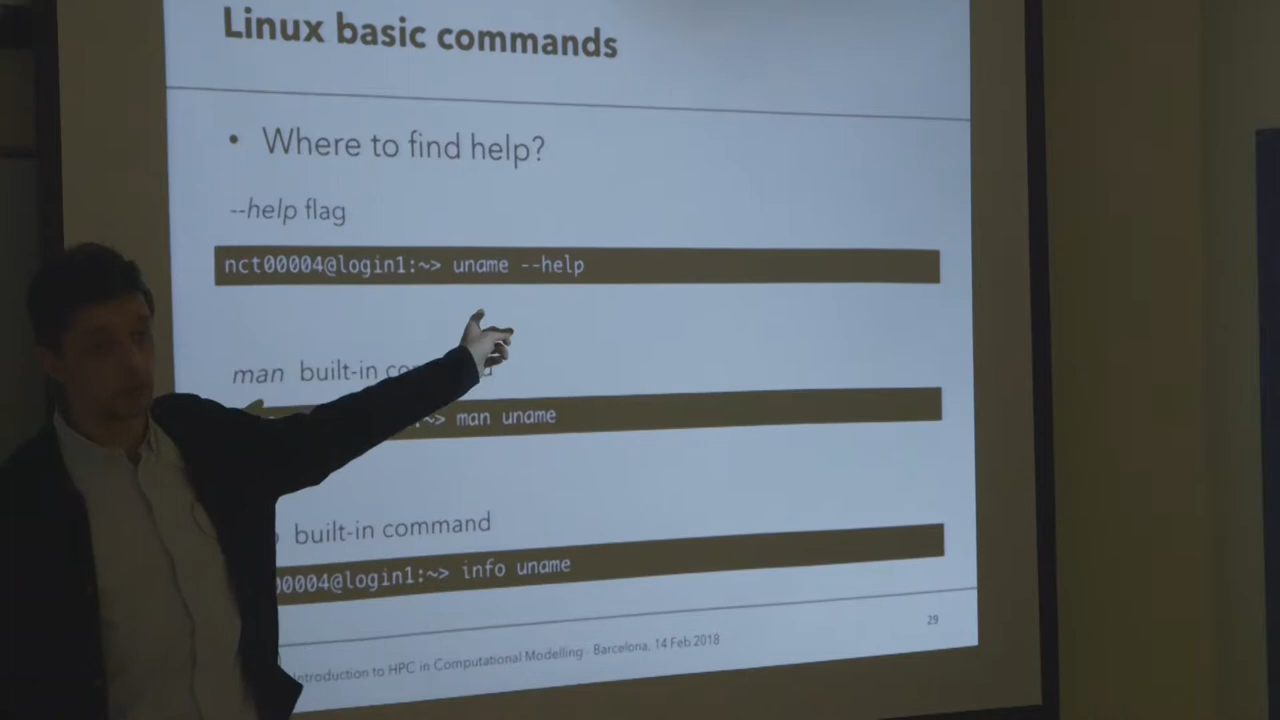 Linux basic commands
• Where to find help?
--help flag
nct00004@login1:~> uname --help
man built-in
~> man uname
built-in command
00004@login1:~> info uname
Introduction to HPC in Computational Modelling - Barcelona, 14 Feb 2018
29